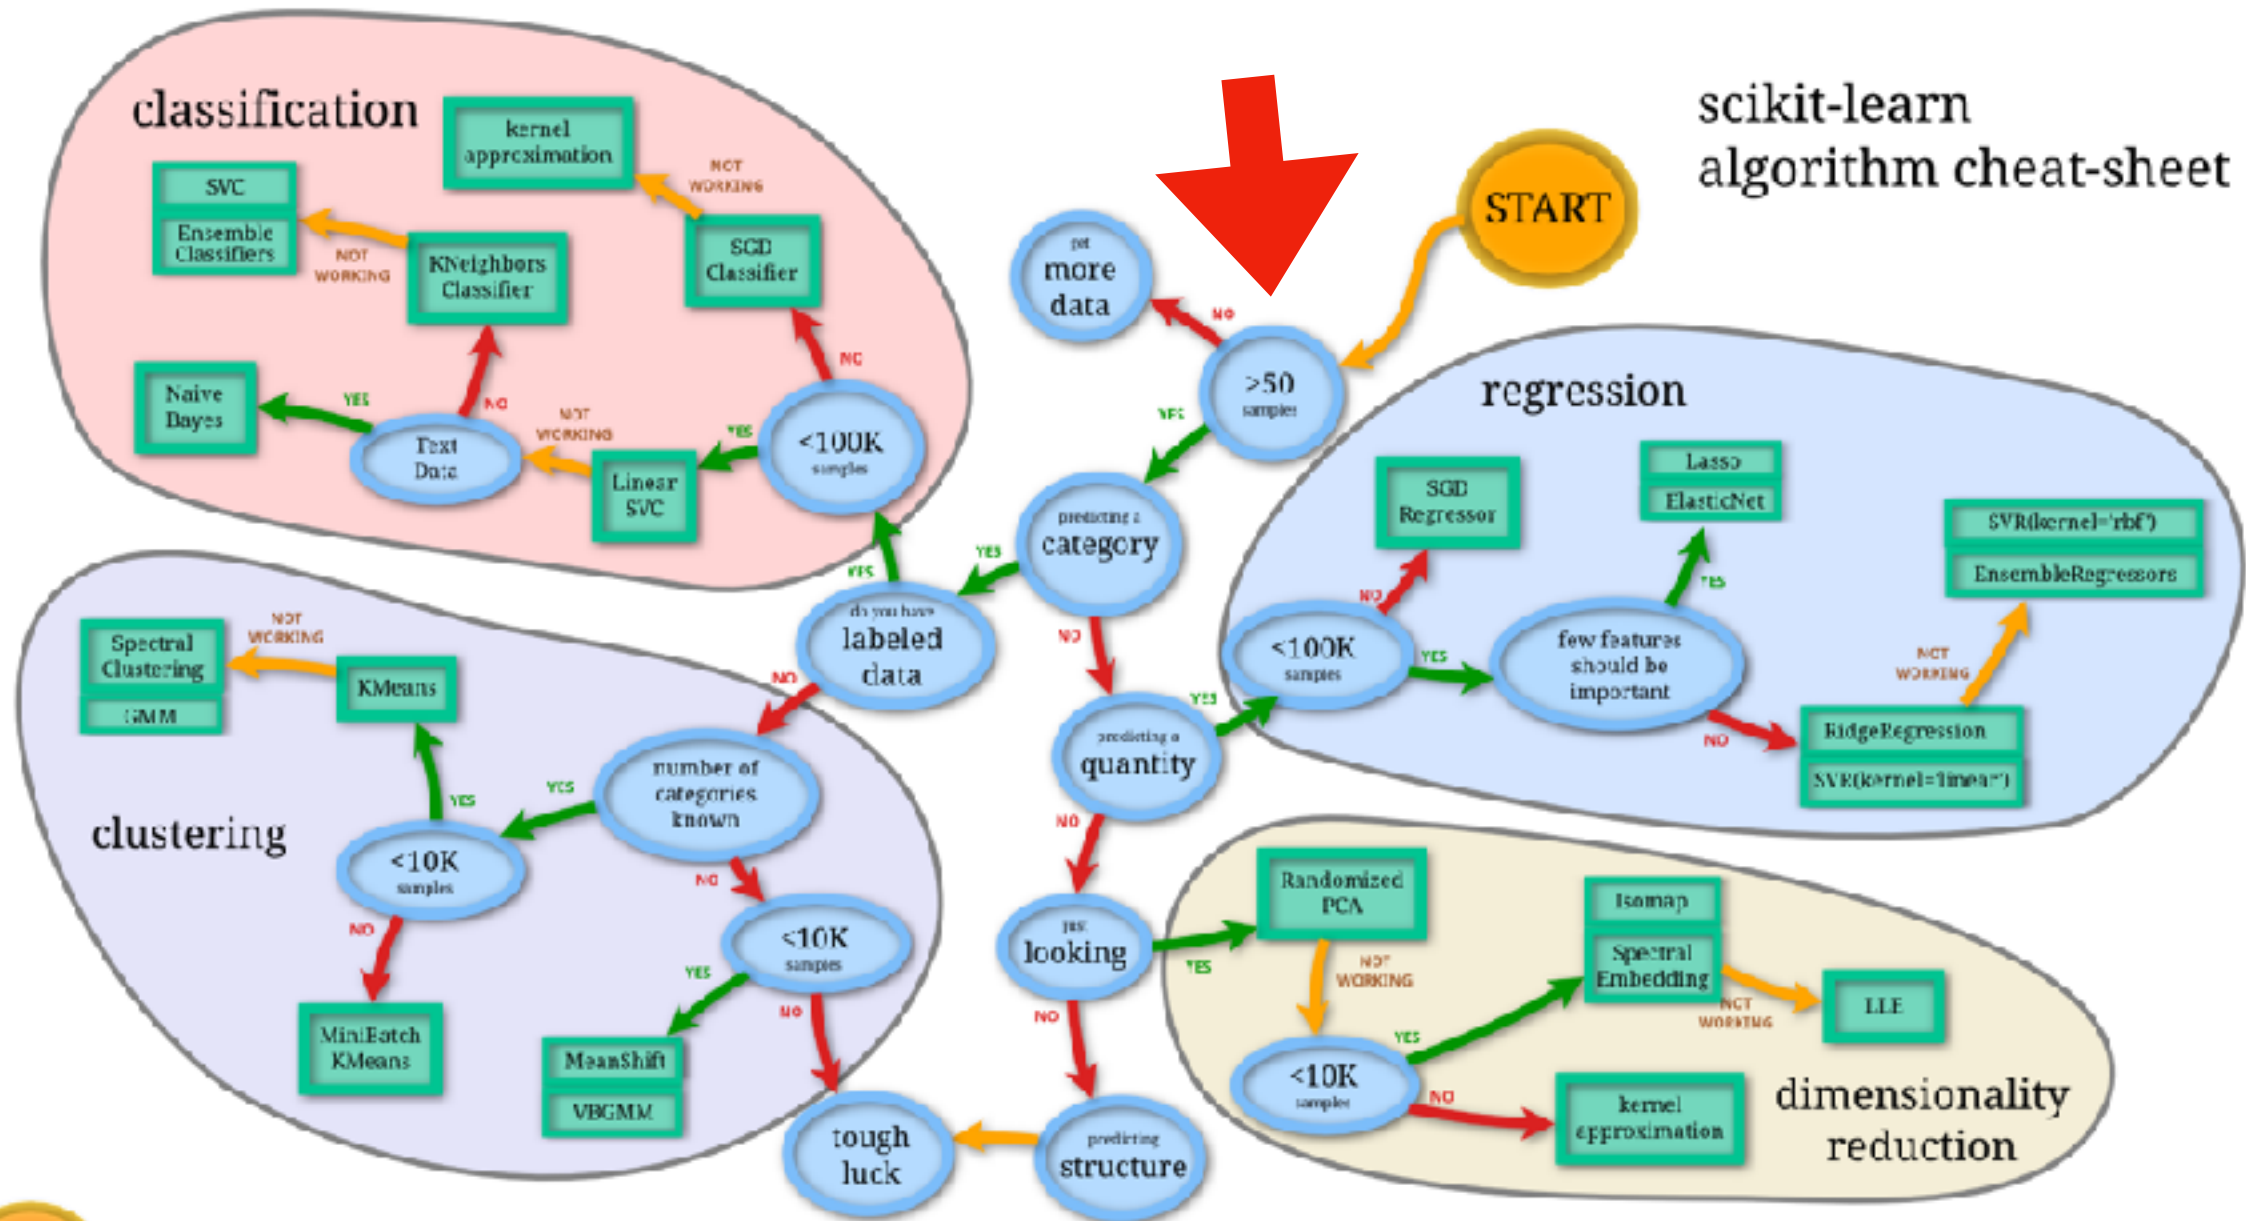 scikit-learn
algorithm cheat-sheet
START
classification
kernel
approximation
NOT
WORKING
SVC
Ensemble
Classifiers
NOT
WORKING
KNeighbors
Classifier
SGD
Classifier
NO
Naive
Bayes
YES
NO
Text
Data
NOT
WORKING
Linear
SVC
YES
<100K
samples
YES
get
more
data
NO
>50
samples
YES
predicting a
category
YES
NO
do you have
labeled
data
NO
predicting a
quantity
YES
NO
just
looking
YES
NO
predicting
structure
tough
luck
regression
SGD
Regressor
NO
<100K
samples
YES
Lasso
ElasticNet
YES
few features
should be
important
NO
SVR(kernel='rbf')
EnsembleRegressors
NOT
WORKING
RidgeRegression
SVR(kernel='linear')
clustering
Spectral
Clustering
GMM
NOT
WORKING
KMeans
YES
<10K
samples
NO
MiniBatch
KMeans
YES
number of
categories
known
NO
<10K
samples
YES
NO
MeanShift
VBGMM
dimensionality
reduction
Randomized
PCA
NOT
WORKING
<10K
samples
YES
NO
Isomap
Spectral
Embedding
NOT
WORKING
LLE
kernel
approximation